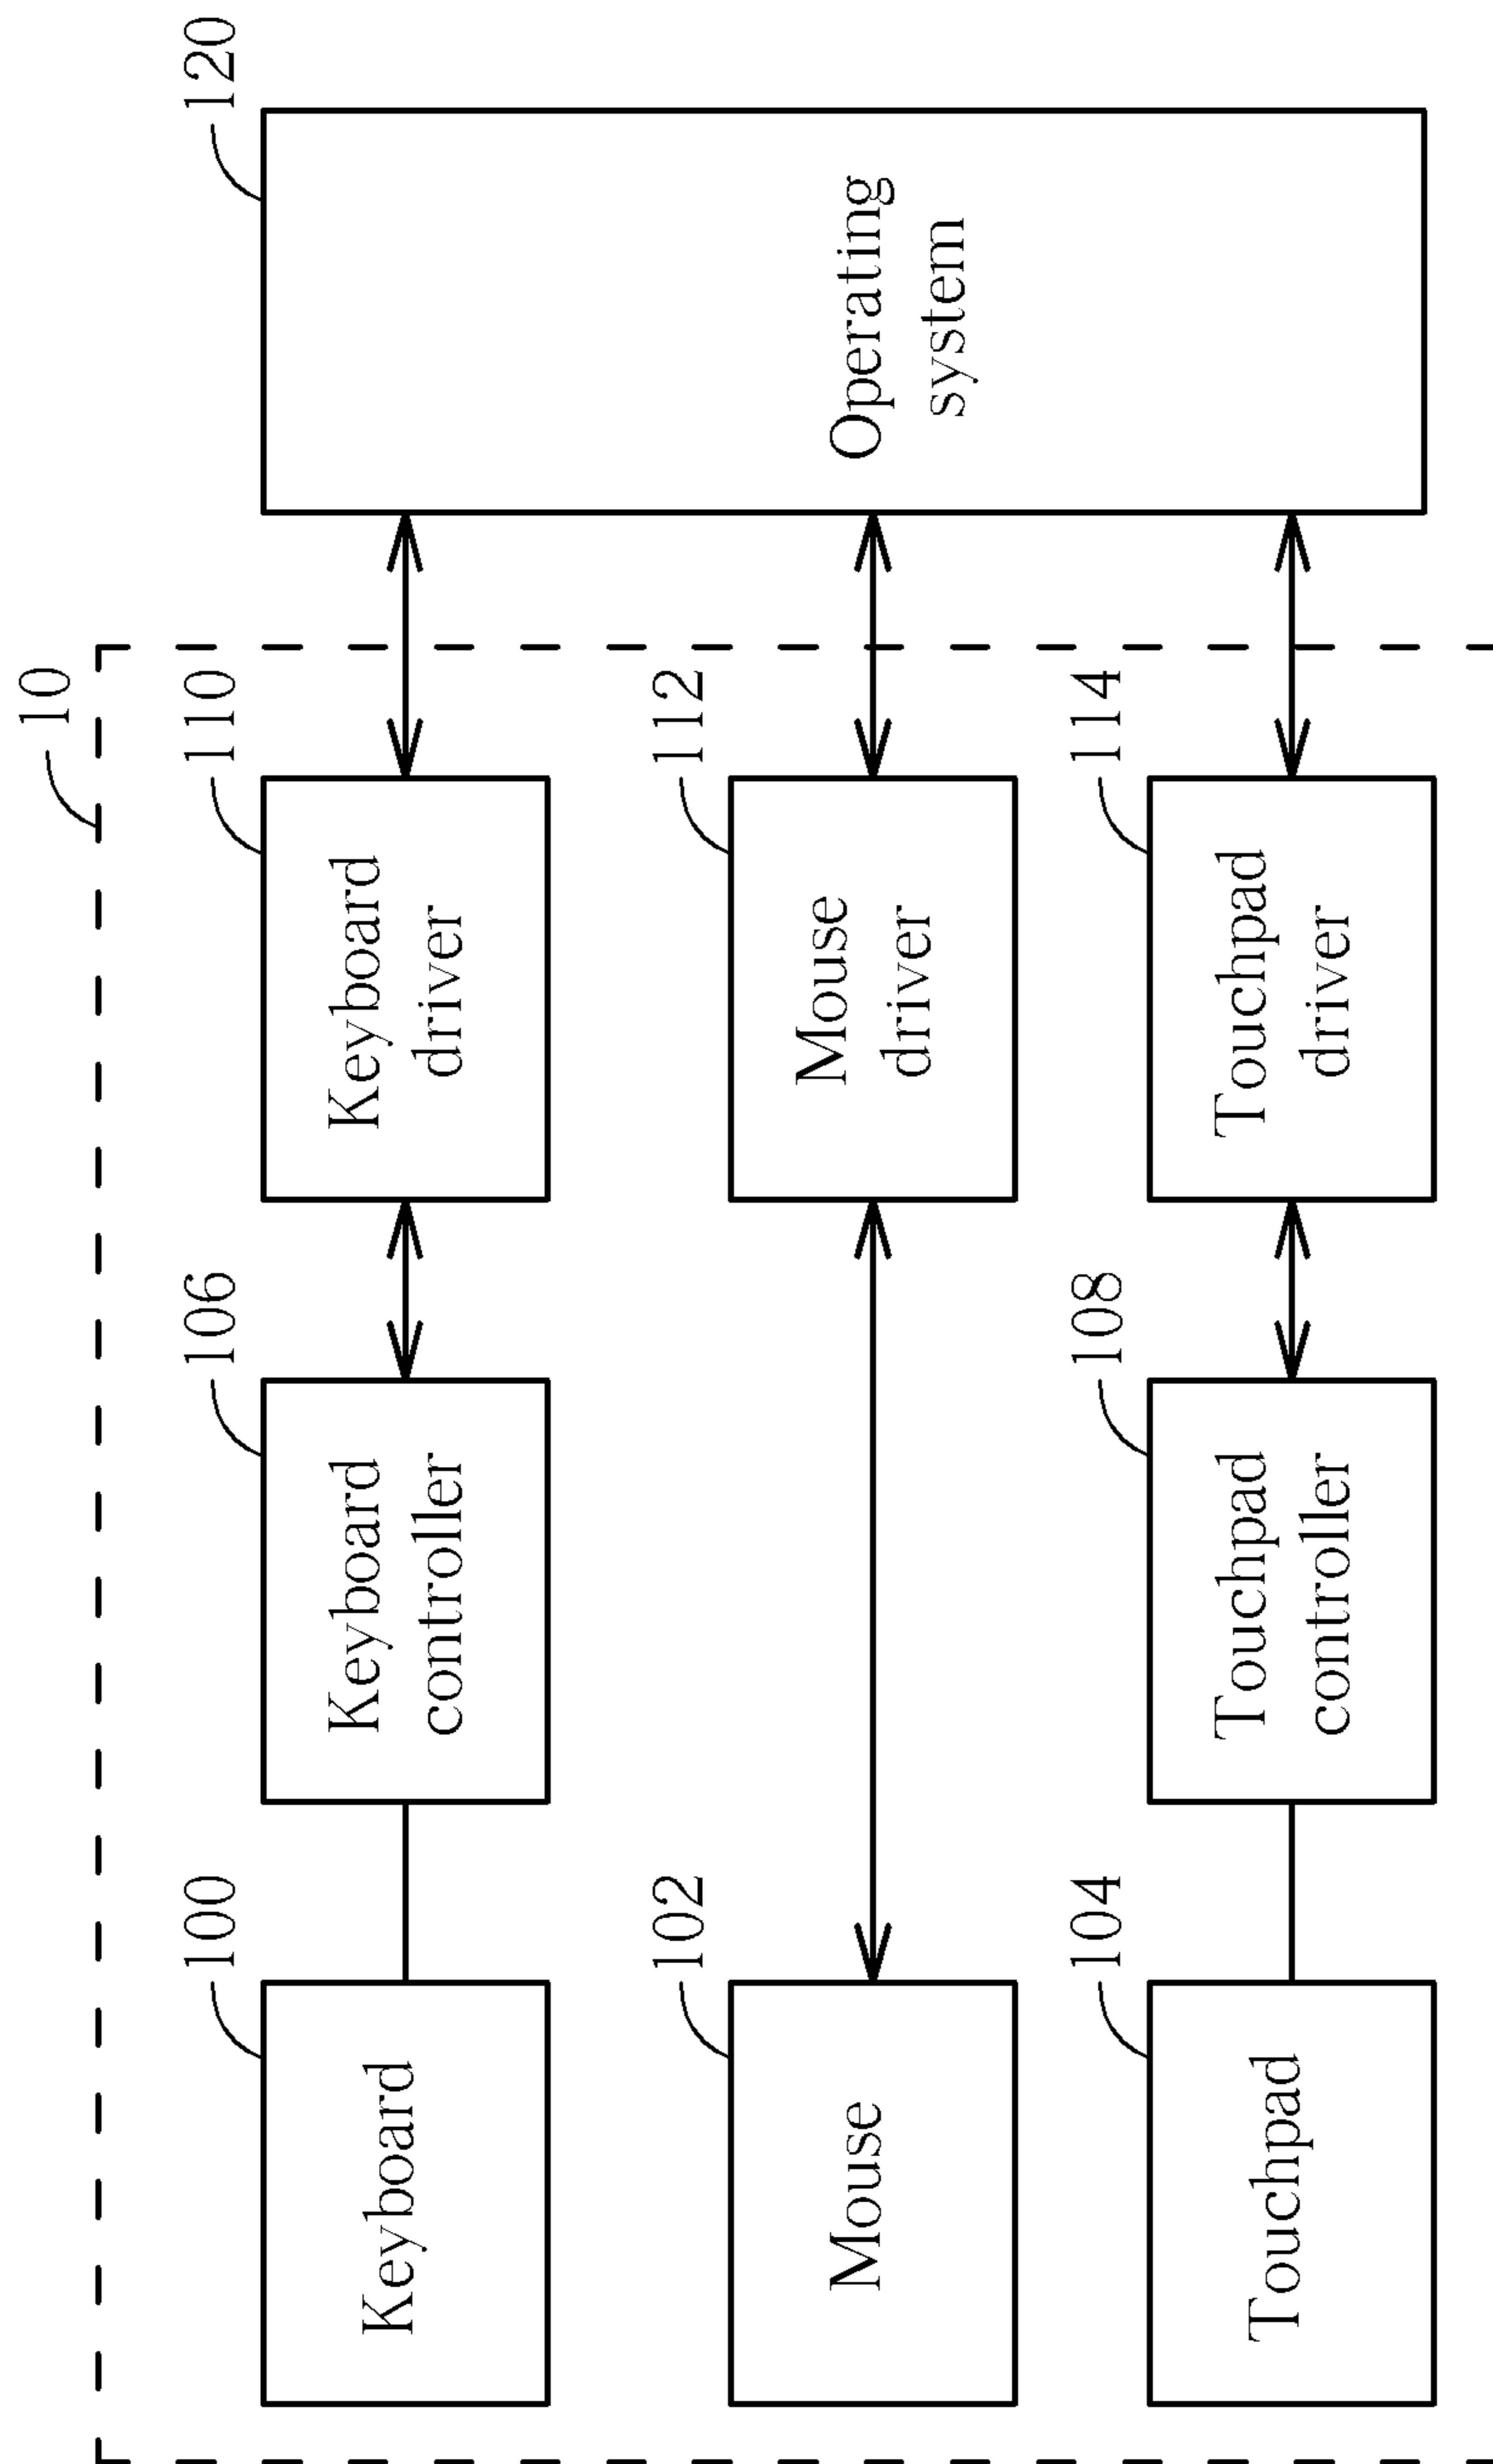 10
100
Keyboard
106
Keyboard
controller
110
Keyboard
driver
120
Operating
system
102
Mouse
112
Mouse
driver
104
Touchpad
108
Touchpad
controller
114
Touchpad
driver